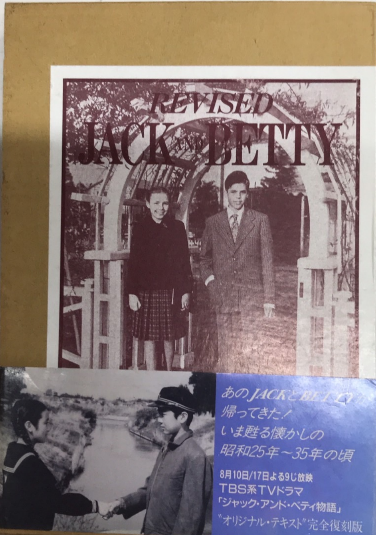 REVISED
JACK AND BETTY
あのJACKとBETTYが
帰ってきた!
いま甦る懐かしの
昭和25年〜35年の頃
8月10日/17日よる9じ放映
TBS系TVドラマ
「ジャック・アンド・ベティ物語」
"オリジナル・テキスト"完全復刻版